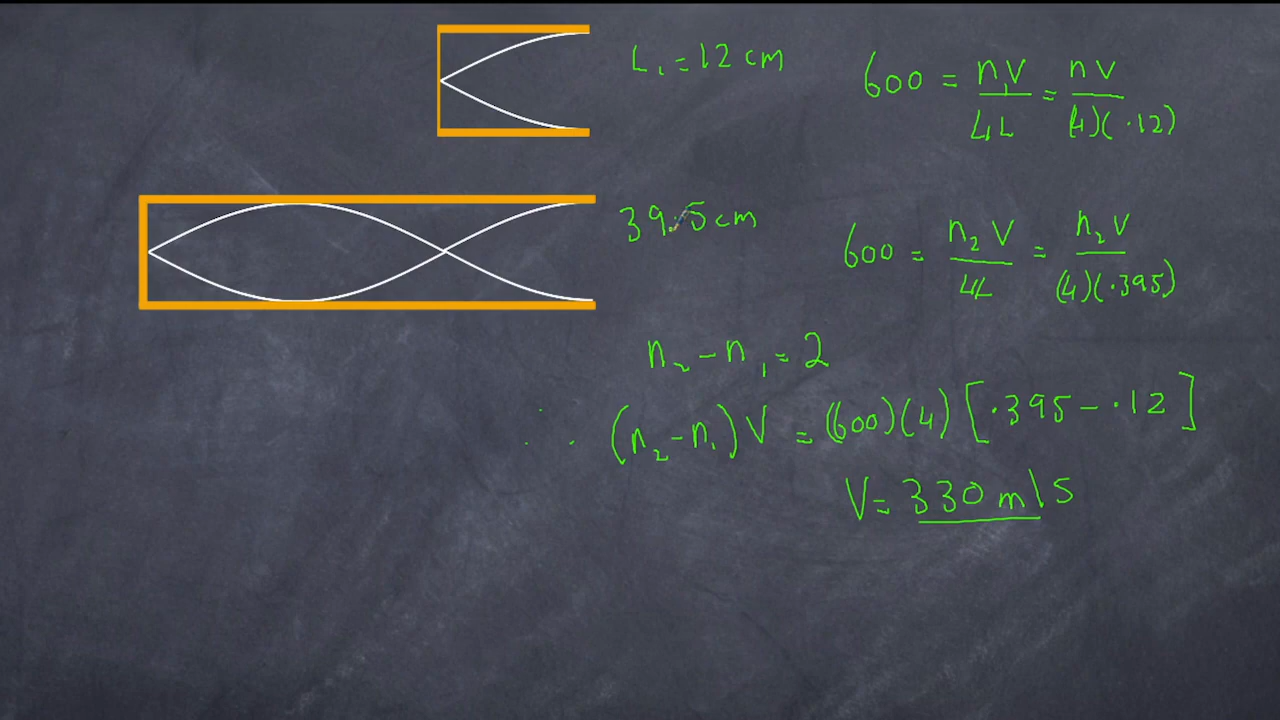 L₁ = 12 cm
600 = n₁V / 4L = nV / (4)(.12)
39.5 cm
600 = n₂V / 4L = n₂V / (4)(.395)
n₂ - n₁ = 2
∴ (n₂ - n₁)V = (600)(4)[.395 - .12]
V = 330 m\s